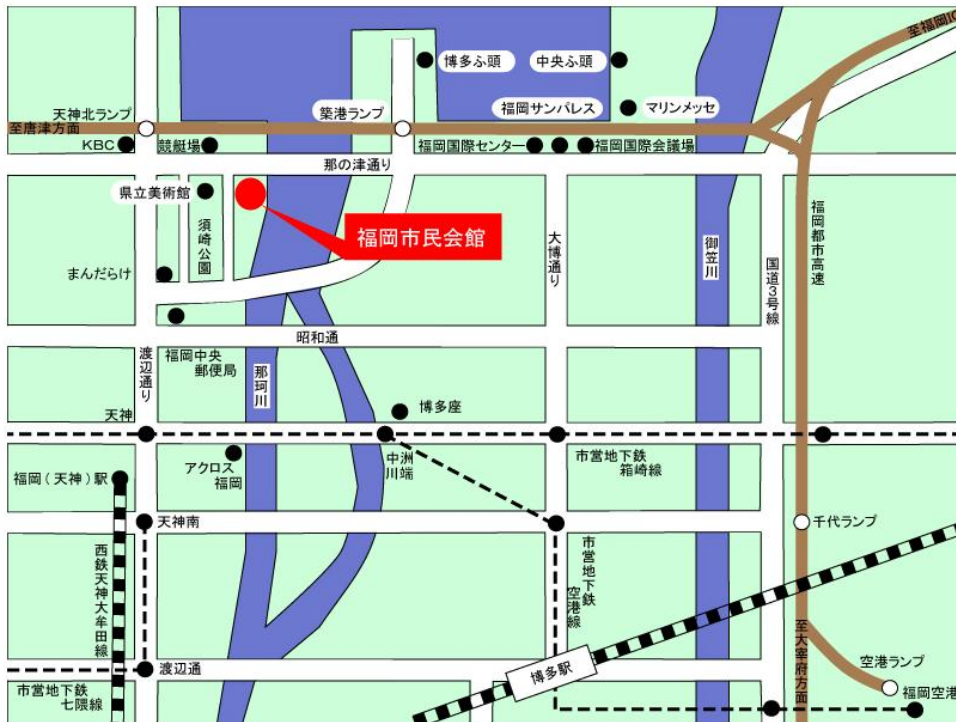 至福岡IC
博多ふ頭
中央ふ頭
天神北ランプ
築港ランプ
福岡サンパレス
マリンメッセ
至唐津方面
KBC
競艇場
福岡国際センター
福岡国際会議場
那の津通り
県立美術館
福岡市民会館
須崎公園
大博通り
御笠川
国道3号線
福岡都市高速
まんだらけ
昭和通
渡辺通り
福岡中央
郵便局
那珂川
天神
博多座
アクロス
福岡
中洲
川端
市営地下鉄
箱崎線
福岡(天神)駅
天神南
千代ランプ
西鉄天神大牟田線
市営地下鉄
空港線
至大宰府方面
渡辺通
博多駅
空港ランプ
市営地下鉄
七隈線
福岡空港